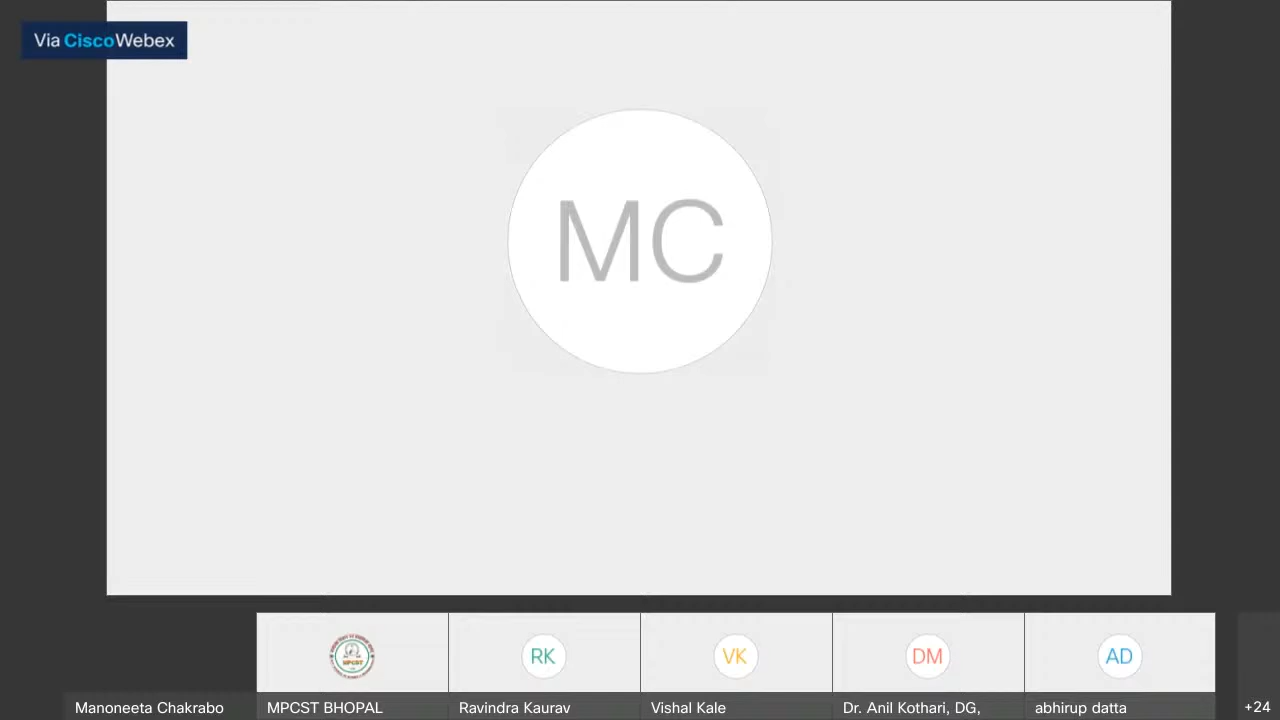 Via CiscoWebex
MC
MPCST
RK
VK
DM
AD
Manoneeta Chakrabo
MPCST BHOPAL
Ravindra Kaurav
Vishal Kale
Dr. Anil Kothari, DG,
abhirup datta
+24